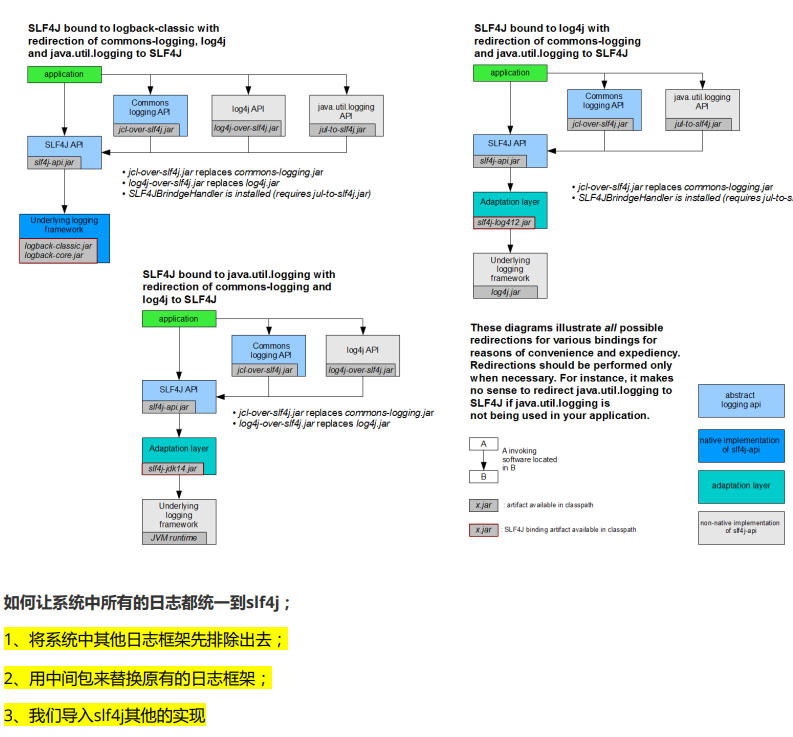 SLF4J bound to logback-classic with
redirection of commons-logging, log4j
and java.util.logging to SLF4J
application
Commons
logging API
jcl-over-slf4j.jar
log4j API
log4j-over-slf4j.jar
java.util.logging
API
jul-to-slf4j.jar
SLF4J API
slf4j-api.jar
• jcl-over-slf4j.jar replaces commons-logging.jar
• log4j-over-slf4j.jar replaces log4j.jar
• SLF4JBrindgeHandler is installed (requires jul-to-slf4j.jar)
Underlying logging
framework
logback-classic.jar
logback-core.jar
SLF4J bound to log4j with
redirection of commons-logging
and java.util.logging to SLF4J
application
Commons
logging API
jcl-over-slf4j.jar
java.util.logging
API
jul-to-slf4j.jar
SLF4J API
slf4j-api.jar
• jcl-over-slf4j.jar replaces commons-logging.jar
• SLF4JBrindgeHandler is installed (requires jul-to-s
Adaptation layer
slf4j-log412.jar
Underlying
logging
framework
log4j.jar
SLF4J bound to java.util.logging with
redirection of commons-logging and
log4j to SLF4J
application
Commons
logging API
jcl-over-slf4j.jar
log4j API
log4j-over-slf4j.jar
SLF4J API
slf4j-api.jar
• jcl-over-slf4j.jar replaces commons-logging.jar
• log4j-over-slf4j.jar replaces log4j.jar
Adaptation layer
slf4j-jdk14.jar
Underlying
logging
framework
JVM runtime
These diagrams illustrate all possible
redirections for various bindings for
reasons of convenience and expediency.
Redirections should be performed only
when necessary. For instance, it makes
no sense to redirect java.util.logging to
SLF4J if java.util.logging is
not being used in your application.
A
B
A invoking
software located
in B
x.jar : artifact available in classpath
x.jar : SLF4J binding artifact available in classpath
abstract
logging api
native implementation
of slf4j-api
adaptation layer
non-native implementation
of slf4j-api
如何让系统中所有的日志都统一到slf4j；
1、将系统中其他日志框架先排除出去；
2、用中间包来替换原有的日志框架；
3、我们导入slf4j其他的实现